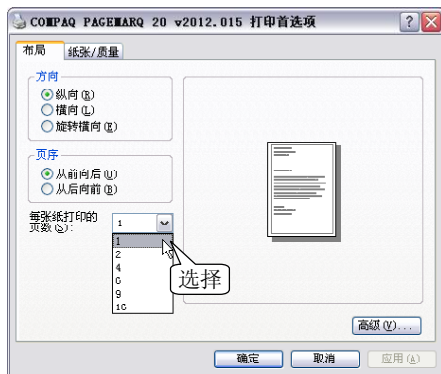 COMPAQ PAGEMARQ 20 v2012.015 打印首选项
布局 纸张/质量
方向
纵向(R)
横向(L)
旋转横向(E)
页序
从前向后(U)
从后向前(B)
每张纸打印的
页数(S): 1
1
2
4
6
9
16
选择
高级(V)...
确定 取消 应用(A)